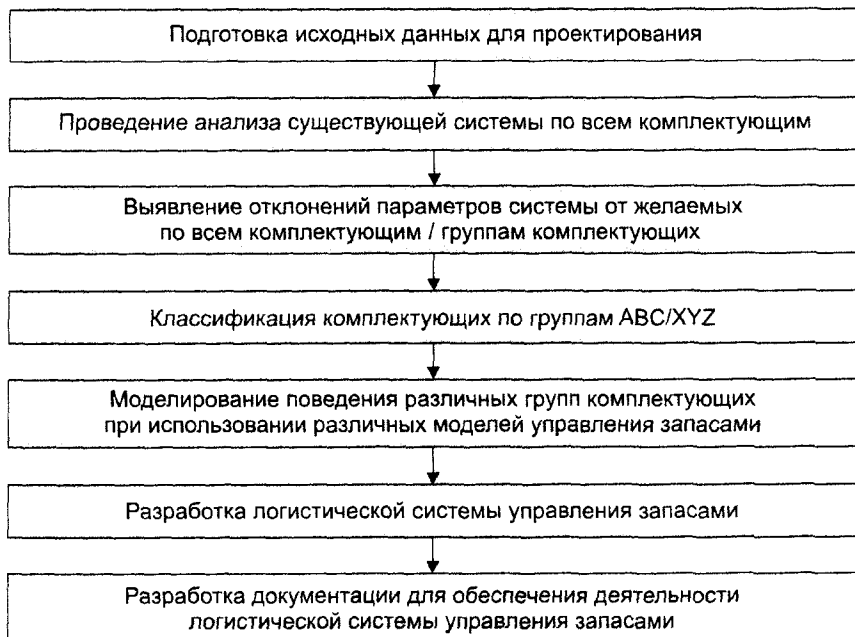 Подготовка исходных данных для проектирования
Проведение анализа существующей системы по всем комплектующим
Выявление отклонений параметров системы от желаемых
по всем комплектующим / группам комплектующих
Классификация комплектующих по группам ABC/XYZ
Моделирование поведения различных групп комплектующих
при использовании различных моделей управления запасами
Разработка логистической системы управления запасами
Разработка документации для обеспечения деятельности
логистической системы управления запасами